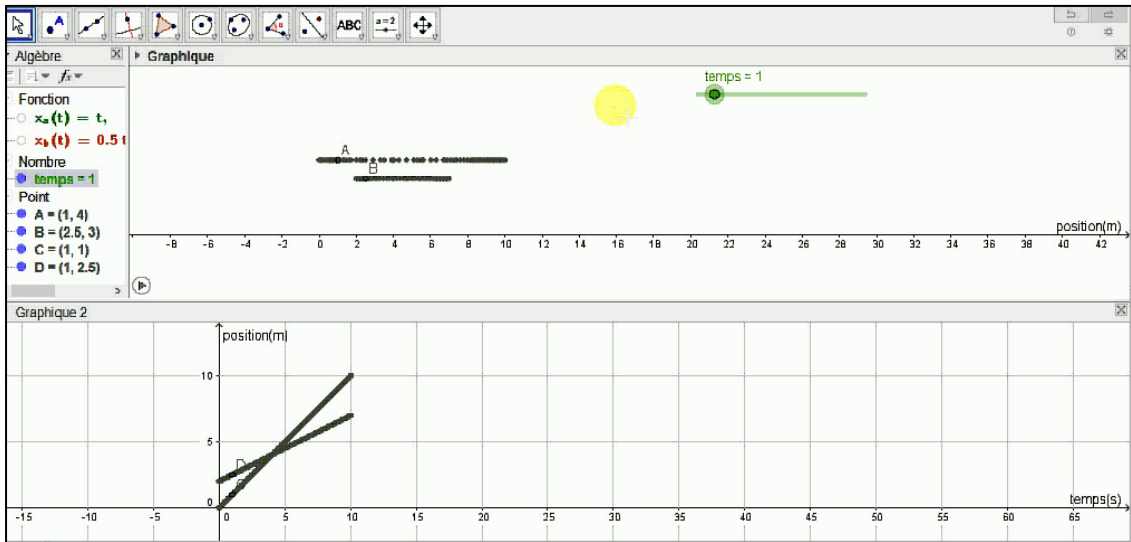 ABC a=2
Algèbre
Graphique
fx
Fonction
xₐ(t) = t,
x_b(t) = 0.5 t
Nombre
temps = 1
Point
A = (1, 4)
B = (2.5, 3)
C = (1, 1)
D = (1, 2.5)
temps = 1
A
B
position(m)
-8 -6 -4 -2 0 2 4 6 8 10 12 14 16 18 20 22 24 26 28 30 32 34 36 38 40 42
Graphique 2
position(m)
10
5
0
D
C
temps(s)
-15 -10 -5 0 5 10 15 20 25 30 35 40 45 50 55 60 65